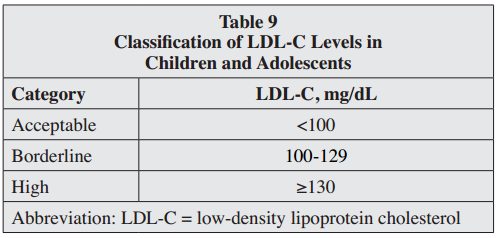 Table 9
Classification of LDL-C Levels in
Children and Adolescents
Category LDL-C, mg/dL
Acceptable <100
Borderline 100-129
High ≥130
Abbreviation: LDL-C = low-density lipoprotein cholesterol